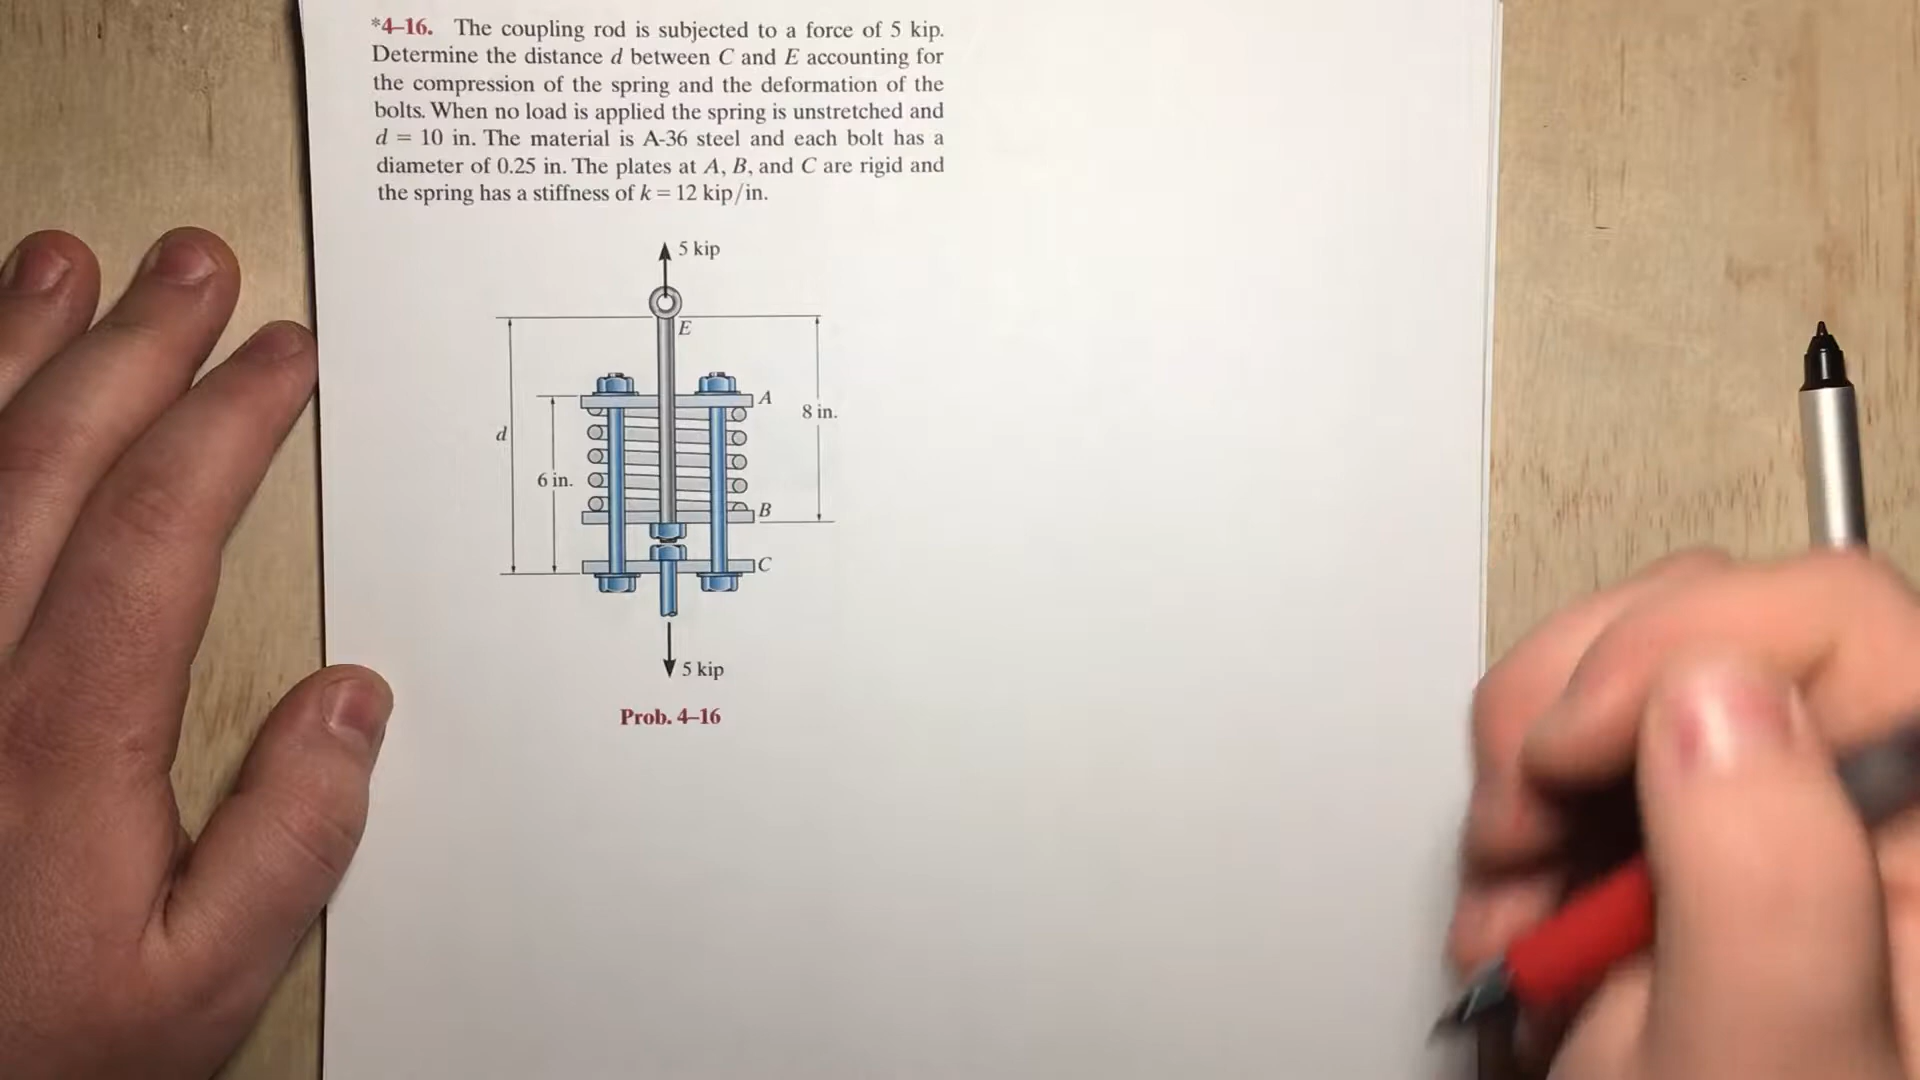 *4–16. The coupling rod is subjected to a force of 5 kip.
Determine the distance d between C and E accounting for
the compression of the spring and the deformation of the
bolts. When no load is applied the spring is unstretched and
d = 10 in. The material is A-36 steel and each bolt has a
diameter of 0.25 in. The plates at A, B, and C are rigid and
the spring has a stiffness of k = 12 kip/in.
5 kip
E
A
8 in.
d
6 in.
B
C
5 kip
Prob. 4–16